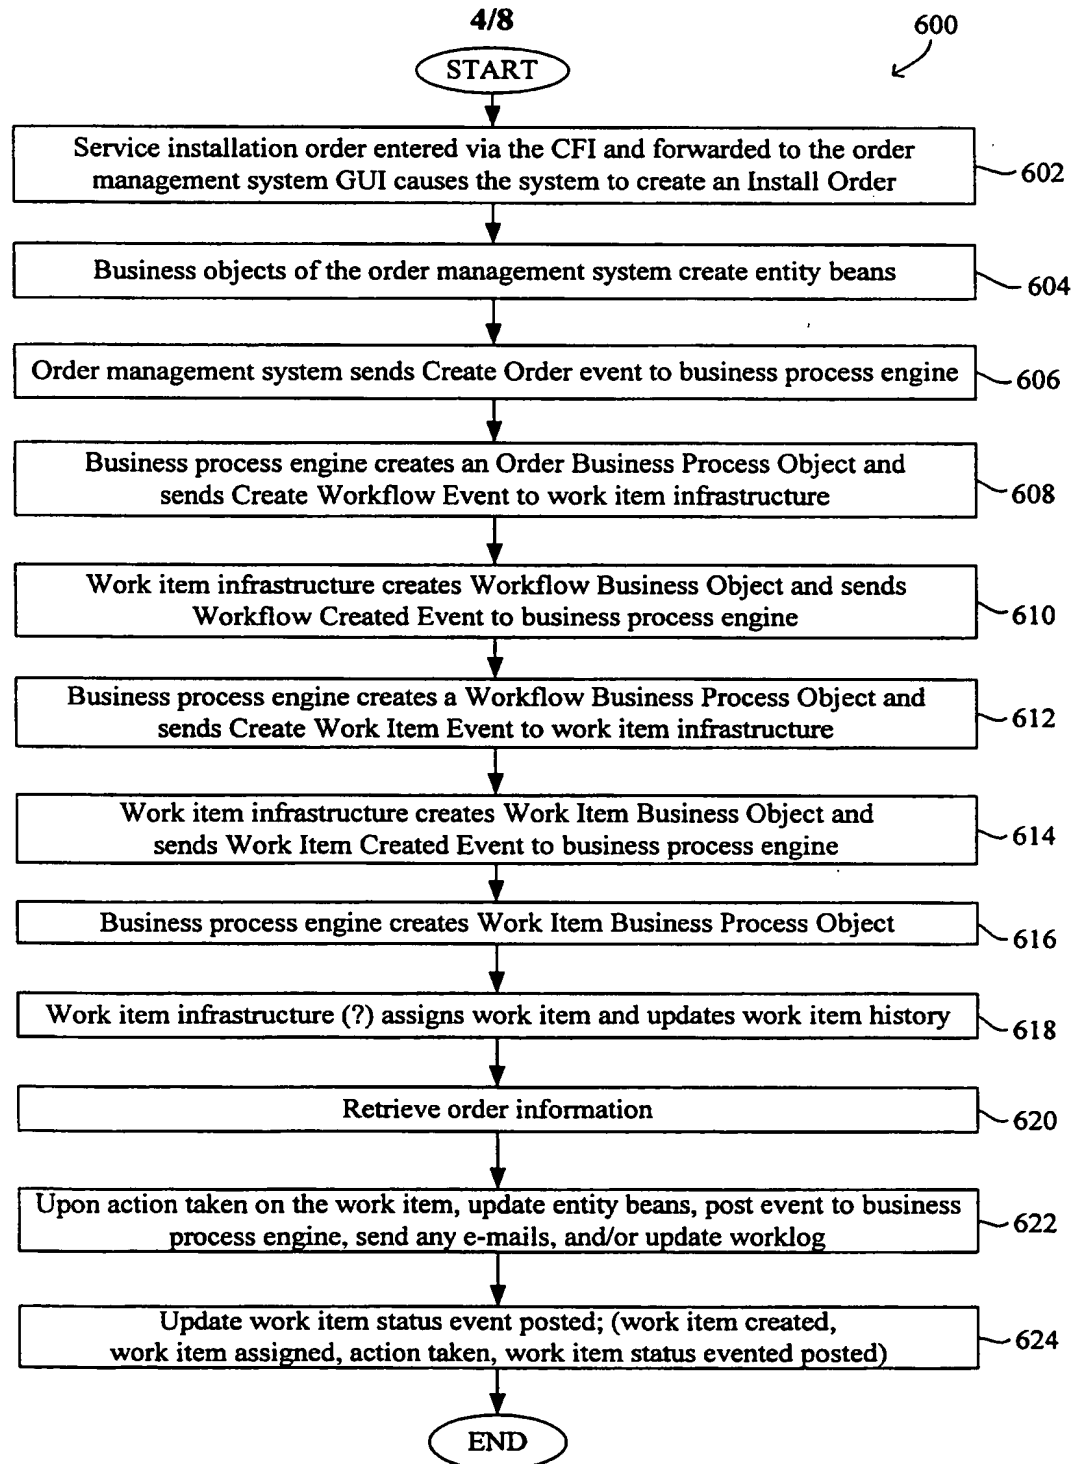 4/8
600
START
Service installation order entered via the CFI and forwarded to the order
management system GUI causes the system to create an Install Order
602
Business objects of the order management system create entity beans
604
Order management system sends Create Order event to business process engine
606
Business process engine creates an Order Business Process Object and
sends Create Workflow Event to work item infrastructure
608
Work item infrastructure creates Workflow Business Object and sends
Workflow Created Event to business process engine
610
Business process engine creates a Workflow Business Process Object and
sends Create Work Item Event to work item infrastructure
612
Work item infrastructure creates Work Item Business Object and
sends Work Item Created Event to business process engine
614
Business process engine creates Work Item Business Process Object
616
Work item infrastructure (?) assigns work item and updates work item history
618
Retrieve order information
620
Upon action taken on the work item, update entity beans, post event to business
process engine, send any e-mails, and/or update worklog
622
Update work item status event posted; (work item created,
work item assigned, action taken, work item status evented posted)
624
END